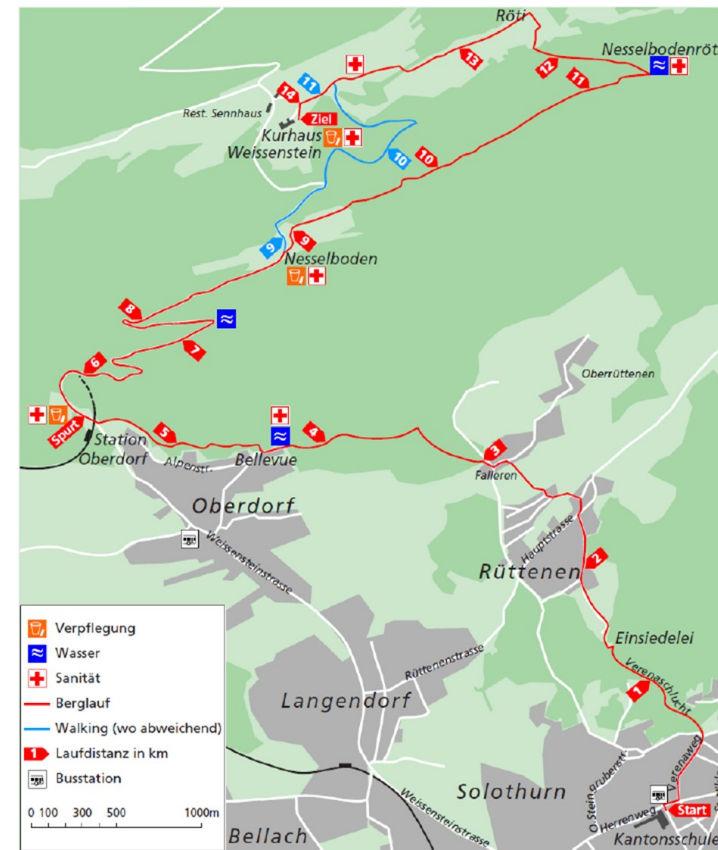 Röti
Nesselbodenröti
13
12
11
11
14
Rest. Sennhaus
Ziel
Kurhaus
Weissenstein
10
10
9
9
Nesselboden
8
7
6
Oberrüttenen
Spurt
5
4
3
Station
Oberdorf
Alpenstr.
Bellevue
Falleren
Oberdorf
Hauptstrasse
2
Weissensteinstrasse
Rüttenen
Verpflegung
Wasser
Sanität
Berglauf
Walking (wo abweichend)
1 Laufdistanz in km
Busstation
0 100 300 500 1000m
Einsiedelei
Rüttenenstrasse
Verenaschlucht
1
Langendorf
Verenaweg
Solothurn
Weissensteinstrasse
Herrenweg
Start
Bellach
Kantonsschule